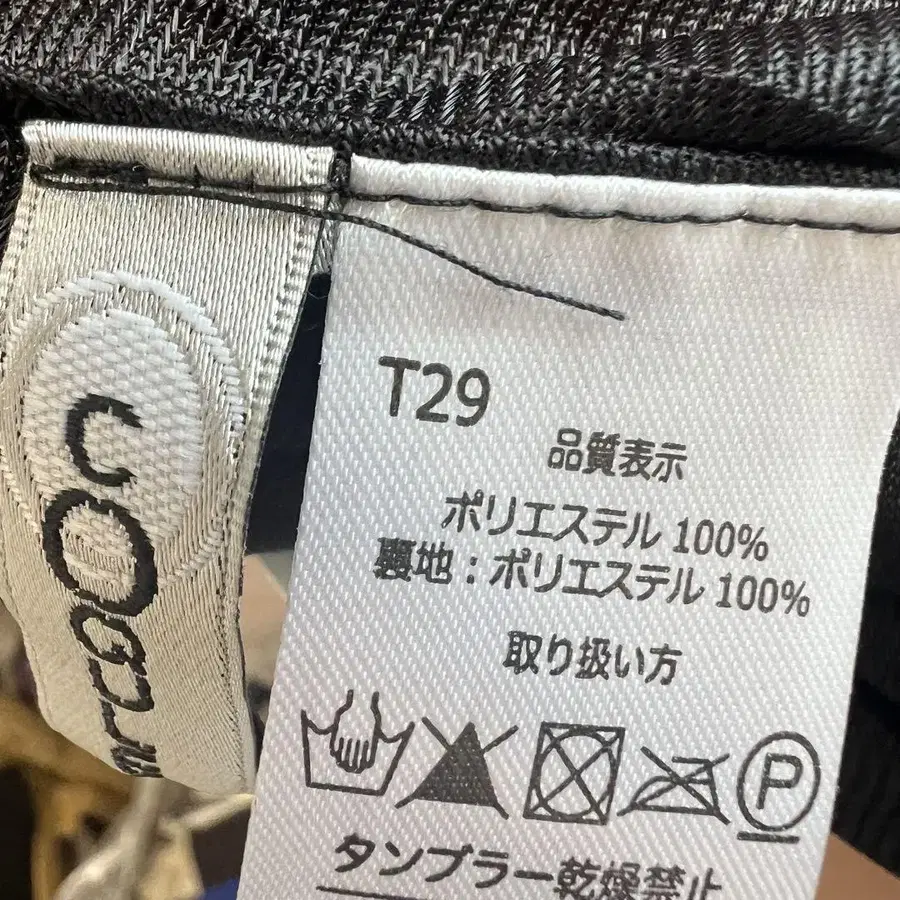 T29
品質表示
ポリエステル 100%
裏地：ポリエステル 100%
取り扱い方
P
タンブラー乾燥禁止